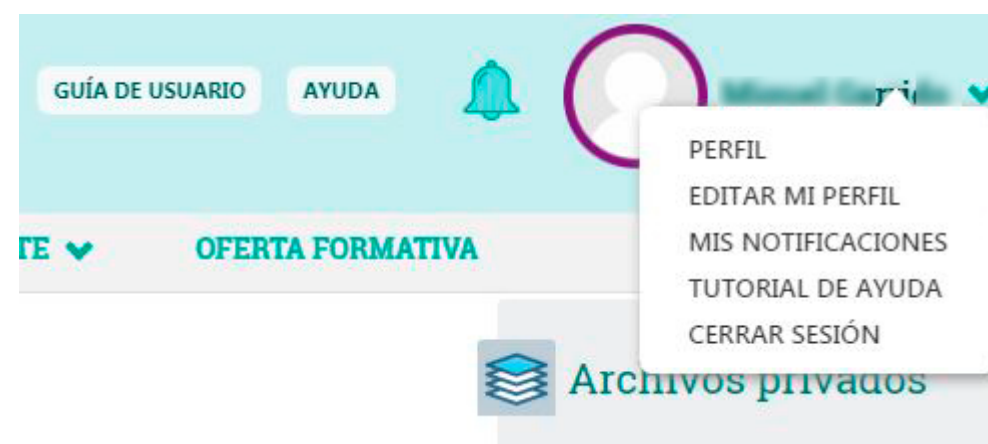 GUÍA DE USUARIO
AYUDA
PERFIL
EDITAR MI PERFIL
MIS NOTIFICACIONES
TUTORIAL DE AYUDA
CERRAR SESIÓN
TE
OFERTA FORMATIVA
Archivos privados